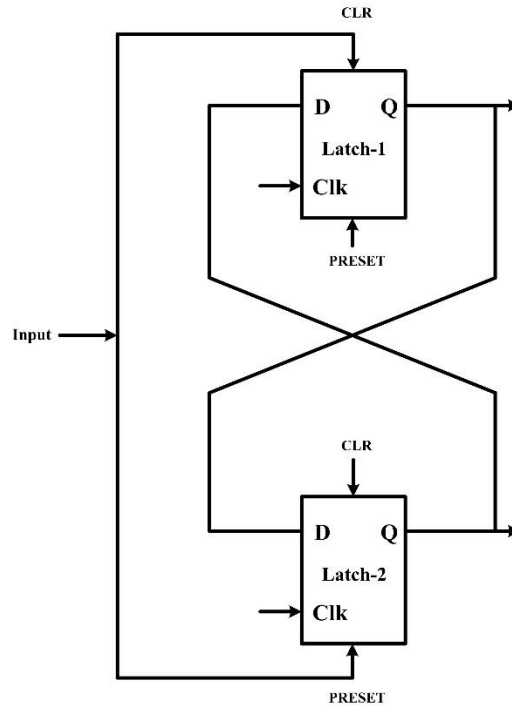 CLR
D Q
Latch-1
Clk
PRESET
Input
CLR
D Q
Latch-2
Clk
PRESET